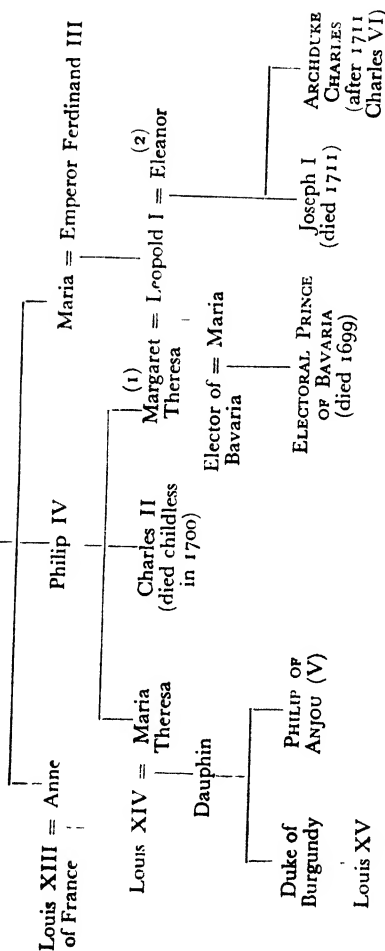 Louis XIII = Anne
of France
Philip IV
Maria = Emperor Ferdinand III
Louis XIV = Maria
Theresa
Charles II
(died childless
in 1700)
(1)
Margaret = Leopold I = Eleanor
Theresa
(2)
Dauphin
Elector of = Maria
Bavaria
Duke of
Burgundy
PHILIP OF
ANJOU (V)
ELECTORAL PRINCE
OF BAVARIA
(died 1699)
Joseph I
(died 1711)
ARCHDUKE
CHARLES
(after 1711
Charles VI)
Louis XV